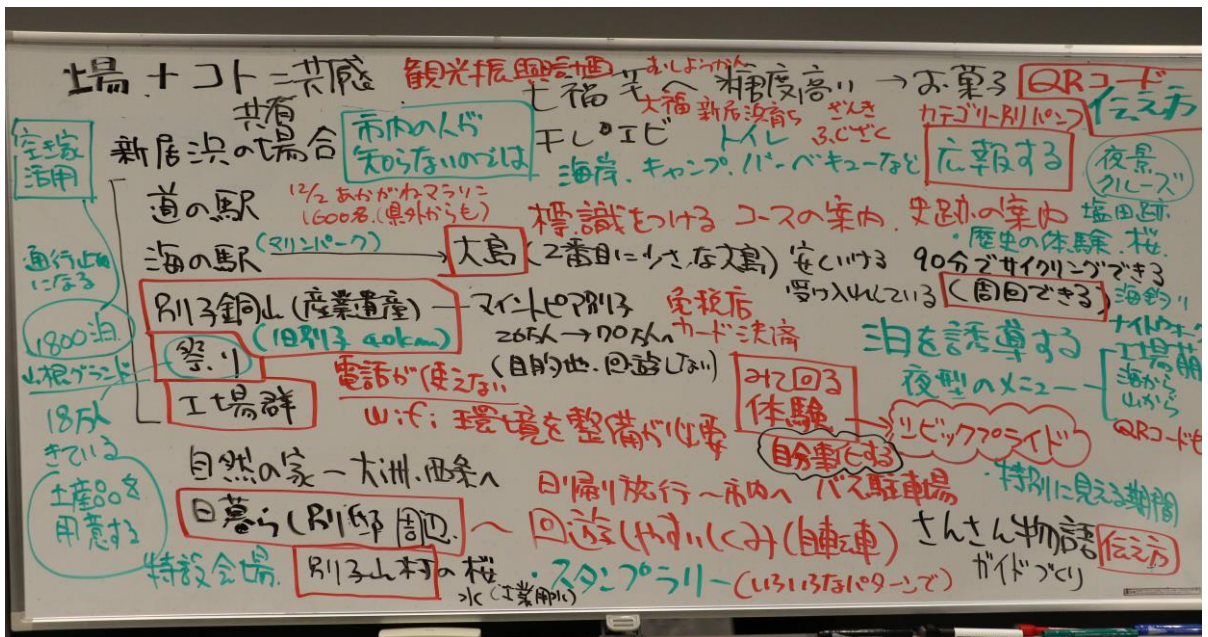 場+コト=共感 観光振興計画
共有
七福芋へ 糖度高い → お菓子 QRコード
大福 新居浜育ち カテゴリー別パンフ 伝え方
空き家
活用
新居浜の場合 市内の人が
知らないのでは
干しエビ トイレ ふじざく
海岸.キャンプ.バーベキューなど 広報する 夜景
クルーズ
道の駅 12/2 あかがねマラソン
1600名(県外からも)
標識をつける コースの案内. 史跡の案内 塩田跡
・歴史の体験.桜
通行止め
になる
海の駅 (マリンパーク) → 大島 (2番目に小さな大島) 安くいける 90分でサイクリングできる
別子銅山(産業遺産) ー マイントピア別子 免税店 受け入れしている (周回できる) 海釣り
(旧別子 40km) 26万人→70万人へ カード決済
1800泊 祭り (目的地.回遊しない) 泊を誘導する
ナイトウォーク
山根グランド
18万人
きている
工場群 電話が使えない
wifi 環境を整備が必要
みて回る
体験
夜型のメニュー
工場萌
海から
山から
QRコードも
自分事化する
シビックプライド
自然の家 ー 大洲.西条へ 日帰り旅行〜市内へ バス駐車場 ・特別に見える期間
土産品を
用意する
日暮ら(別邸 周辺. 〜 回遊しやすいしくみ(自転車) さんさん物語 伝え方
ガイドづくり
特設会場. 別子山村の桜 ・スタンプラリー(いろいろなパターンで)
水(工業用水)